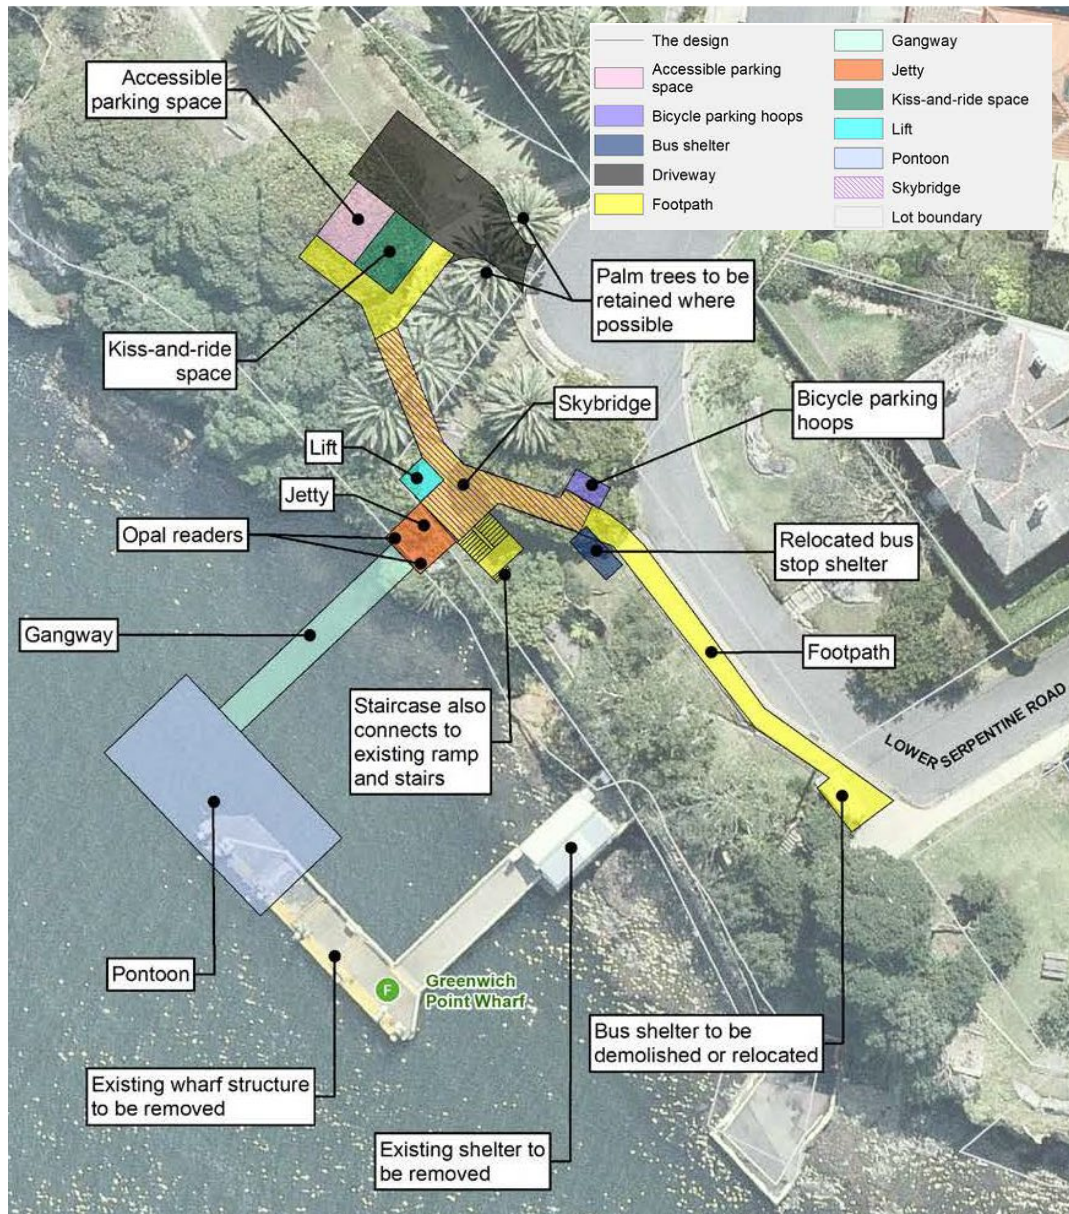 The design
Accessible parking
space
Bicycle parking hoops
Bus shelter
Driveway
Footpath
Gangway
Jetty
Kiss-and-ride space
Lift
Pontoon
Skybridge
Lot boundary
Accessible
parking space
Palm trees to be
retained where
possible
Kiss-and-ride
space
Skybridge
Bicycle parking
hoops
Lift
Jetty
Opal readers
Relocated bus
stop shelter
Gangway
Footpath
Staircase also
connects to
existing ramp
and stairs
LOWER SERPENTINE ROAD
Pontoon
F
Greenwich
Point Wharf
Bus shelter to be
demolished or relocated
Existing wharf structure
to be removed
Existing shelter to
be removed